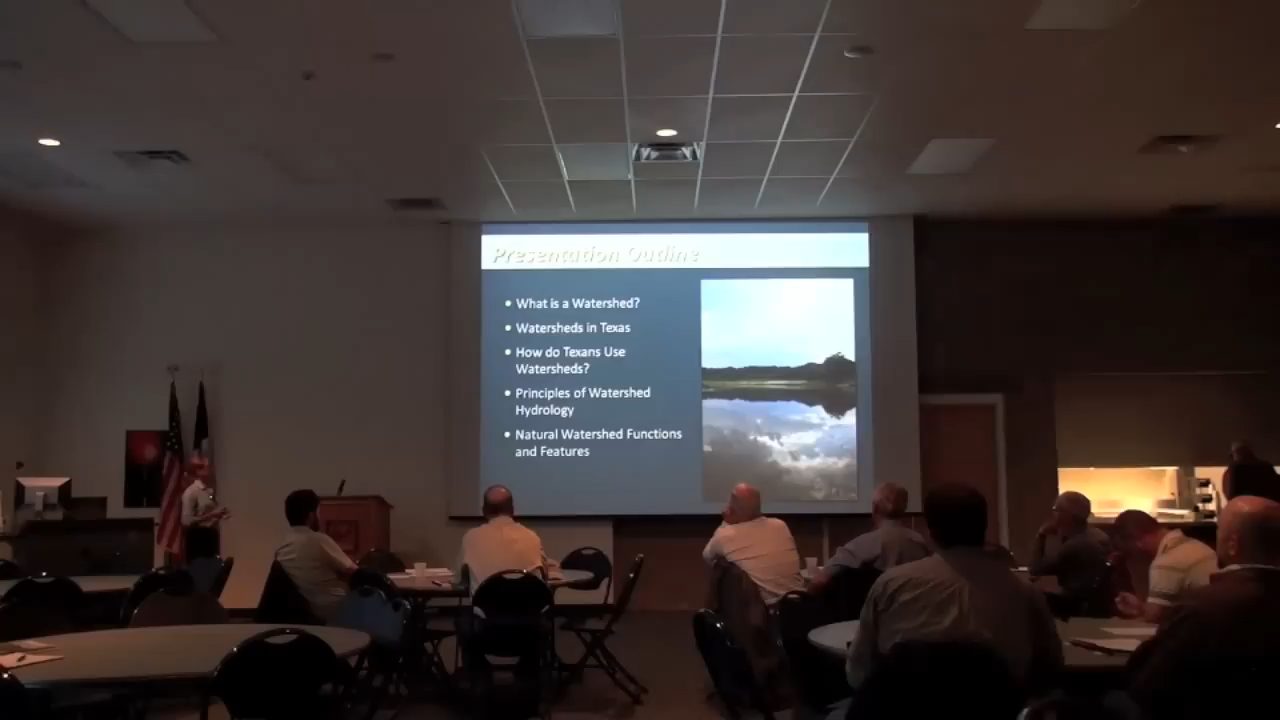 Presentation Outline
• What is a Watershed?
• Watersheds in Texas
• How do Texans Use
Watersheds?
• Principles of Watershed
Hydrology
• Natural Watershed Functions
and Features